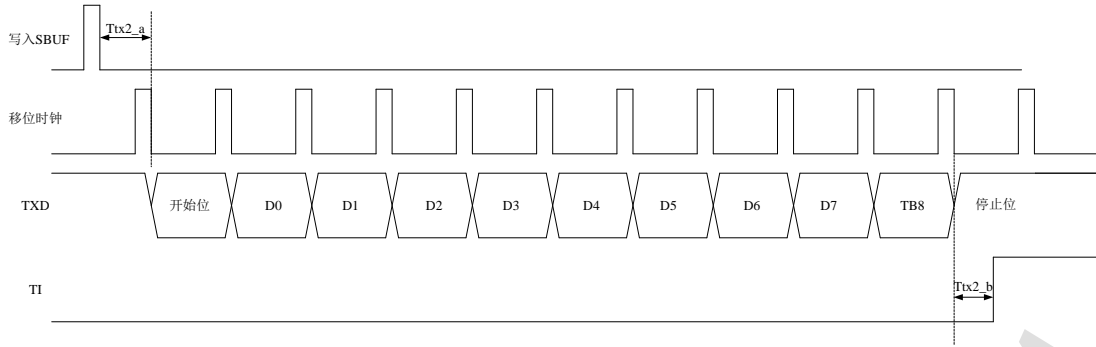 写入SBUF
Ttx2_a
移位时钟
TXD 开始位 D0 D1 D2 D3 D4 D5 D6 D7 TB8 停止位
TI
Ttx2_b